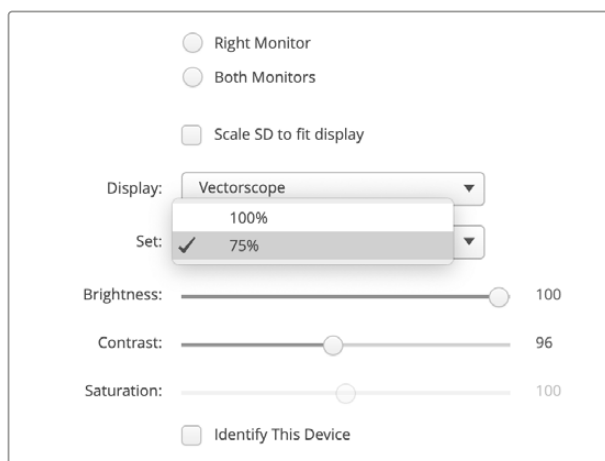 Right Monitor
Both Monitors
Scale SD to fit display
Display: Vectorscope
100%
Set: 75%
Brightness: 100
Contrast: 96
Saturation: 100
Identify This Device